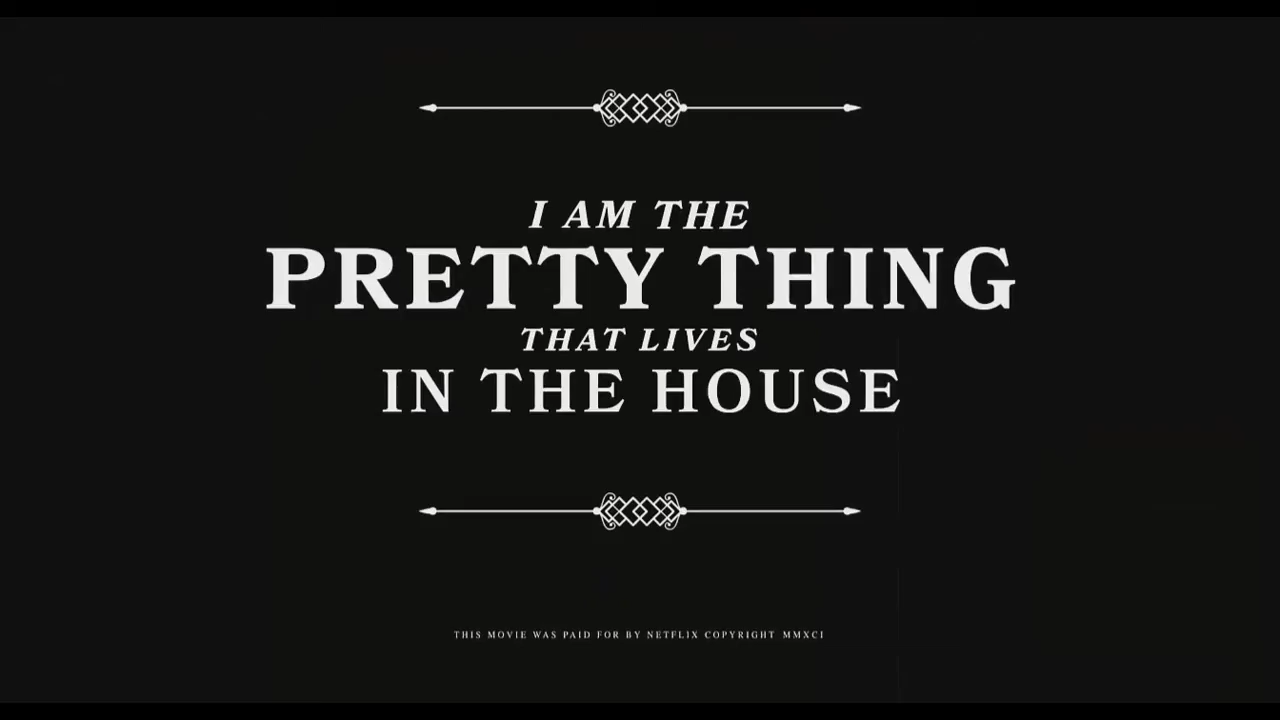 I AM THE
PRETTY THING
THAT LIVES
IN THE HOUSE
THIS MOVIE WAS PAID FOR BY NETFLIX COPYRIGHT MMXCI